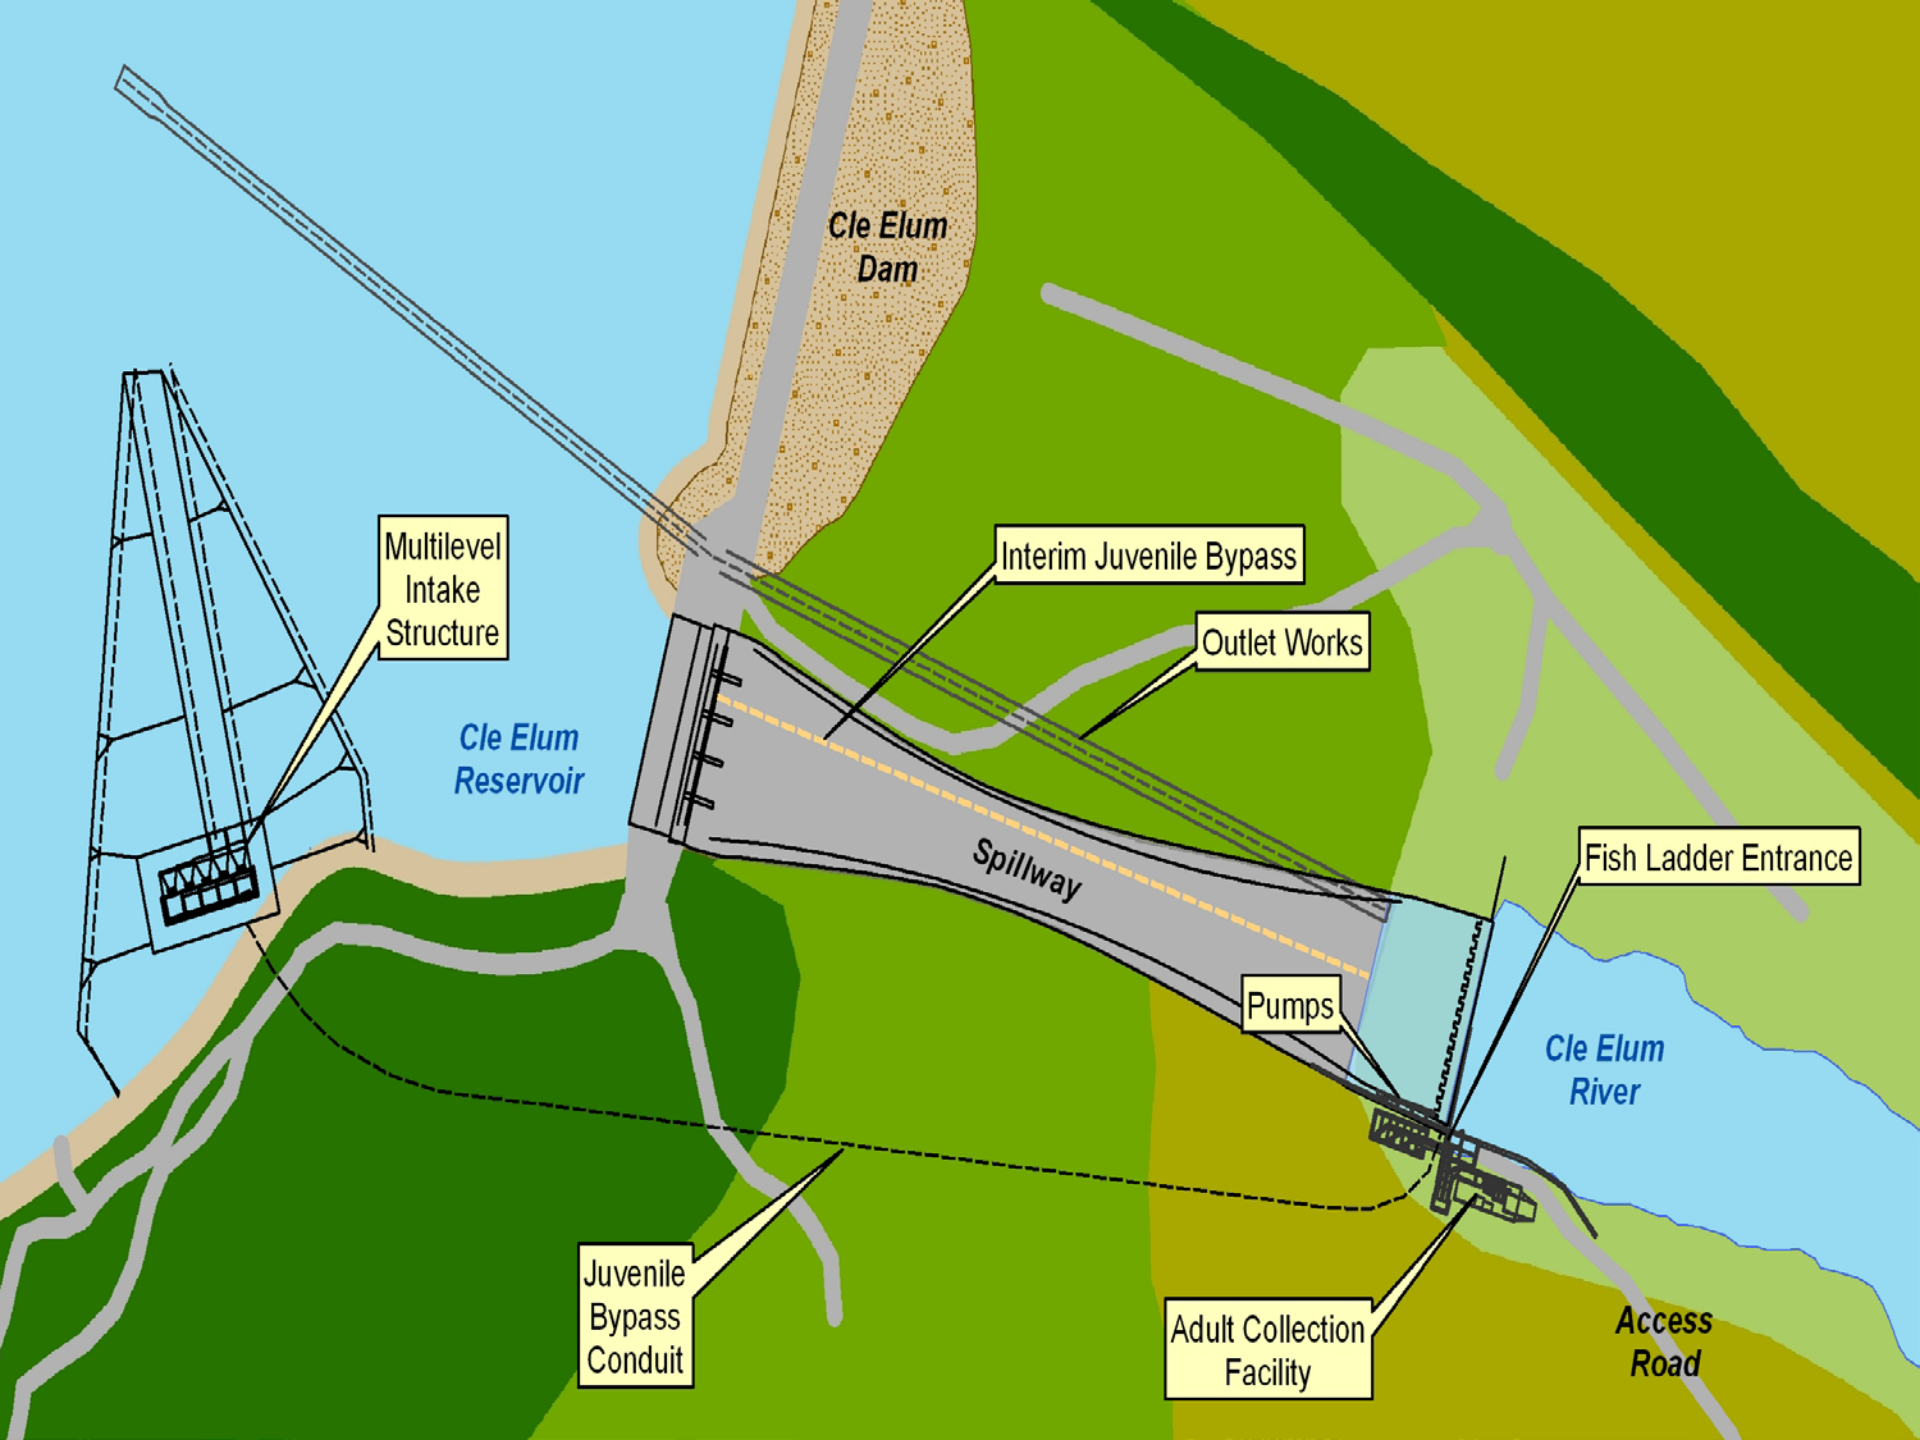 Cle Elum
Dam
Multilevel
Intake
Structure
Interim Juvenile Bypass
Outlet Works
Cle Elum
Reservoir
Spillway
Fish Ladder Entrance
Pumps
Cle Elum
River
Juvenile
Bypass
Conduit
Adult Collection
Facility
Access
Road